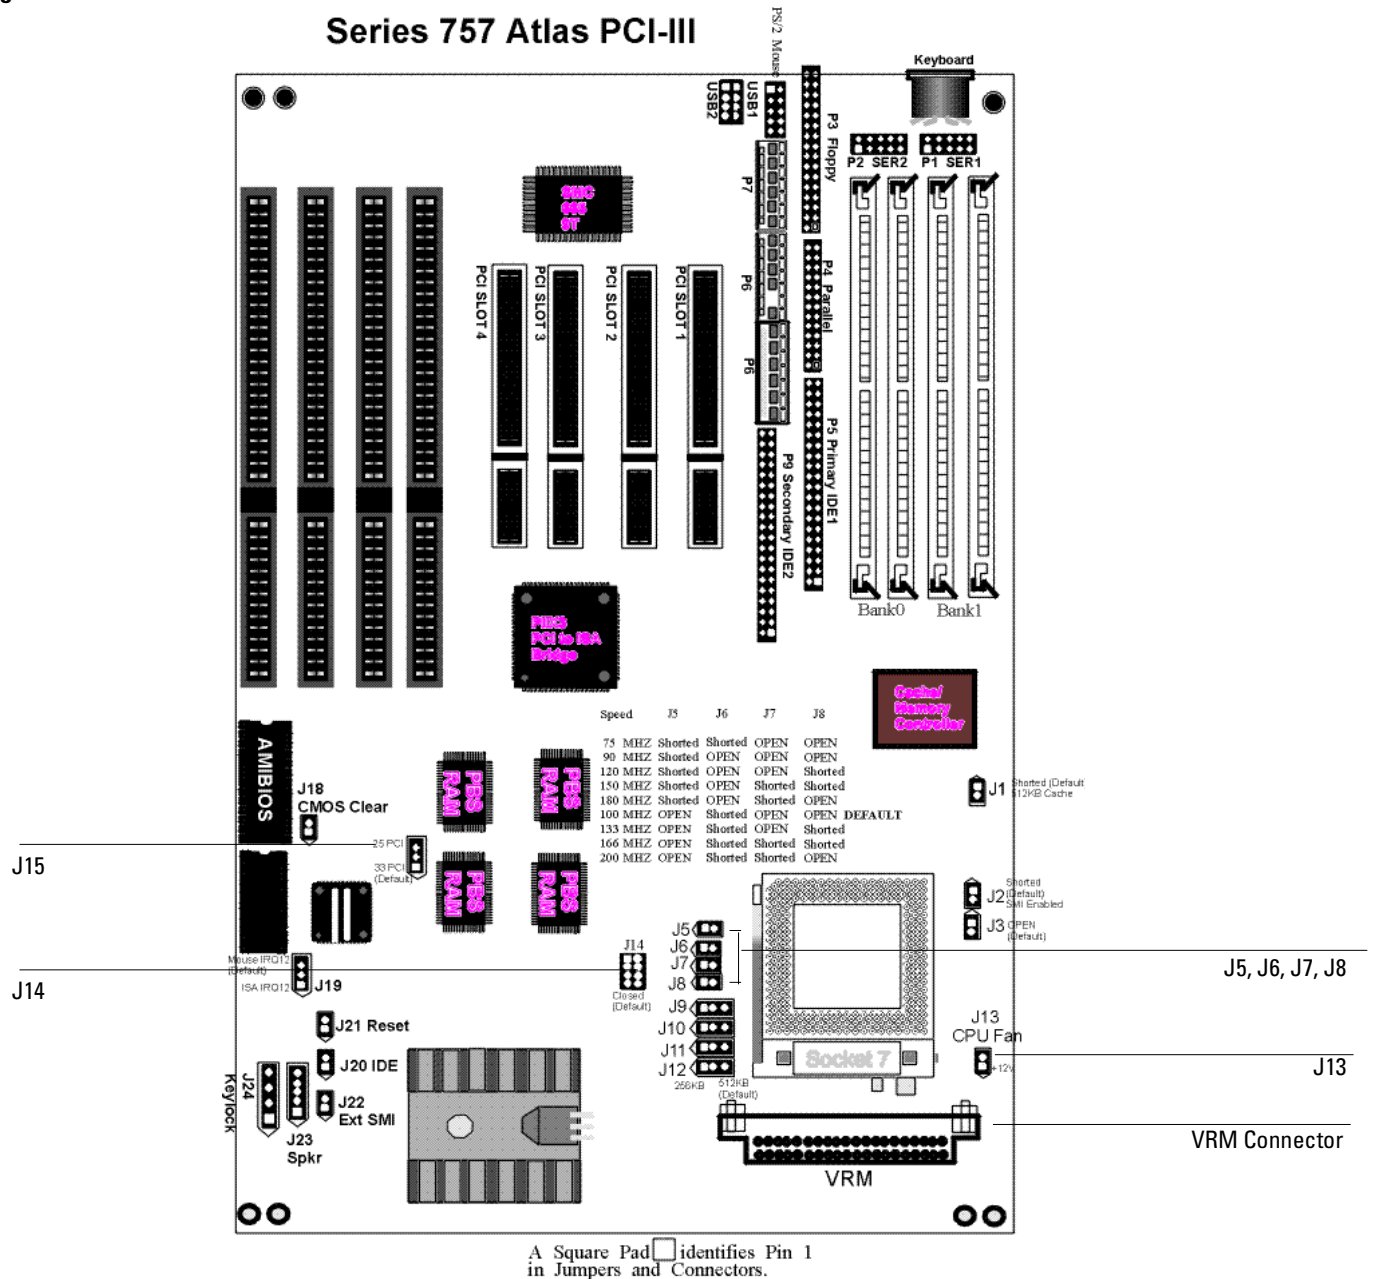 Series 757 Atlas PCI-III
PS/2 Mouse
Keyboard
USB2
USB1
P3 Floppy
P2 SER2
P1 SER1
P7
SMC
ST
PCI SLOT 4
PCI SLOT 3
PCI SLOT 2
PCI SLOT 1
P6
P4 Parallel
P6
P5 Primary IDE1
P9 Secondary IDE2
Bank0
Bank1
PIIX3
PCI to ISA
Bridge
Cache/
Memory
Controller
Speed J5 J6 J7 J8
75 MHZ Shorted Shorted OPEN OPEN
90 MHZ Shorted OPEN OPEN OPEN
120 MHZ Shorted OPEN OPEN Shorted
150 MHZ Shorted OPEN Shorted Shorted
180 MHZ Shorted OPEN Shorted OPEN
100 MHZ OPEN Shorted OPEN OPEN DEFAULT
133 MHZ OPEN Shorted OPEN Shorted
166 MHZ OPEN Shorted Shorted Shorted
200 MHZ OPEN Shorted Shorted OPEN
AMIBIOS
J18
CMOS Clear
PBS
RAM
PBS
RAM
J1
Shorted (Default
512KB Cache
J15
25 PCI
33 PCI
(Default)
PBS
RAM
PBS
RAM
J2
Shorted
(Default)
SMI Enabled
J3
OPEN
(Default)
J5
J6
J7
J8
J5, J6, J7, J8
J14
Closed
(Default)
J14
Mouse IRQ12
(Default)
ISA IRQ12
J19
J9
J10
J11
J12
256KB
512KB
(Default)
J13
CPU Fan
+12V
J13
J21 Reset
J20 IDE
J22
Ext SMI
J24
Keylock
J23
Spkr
Socket 7
VRM Connector
VRM
A Square Pad identifies Pin 1
in Jumpers and Connectors.